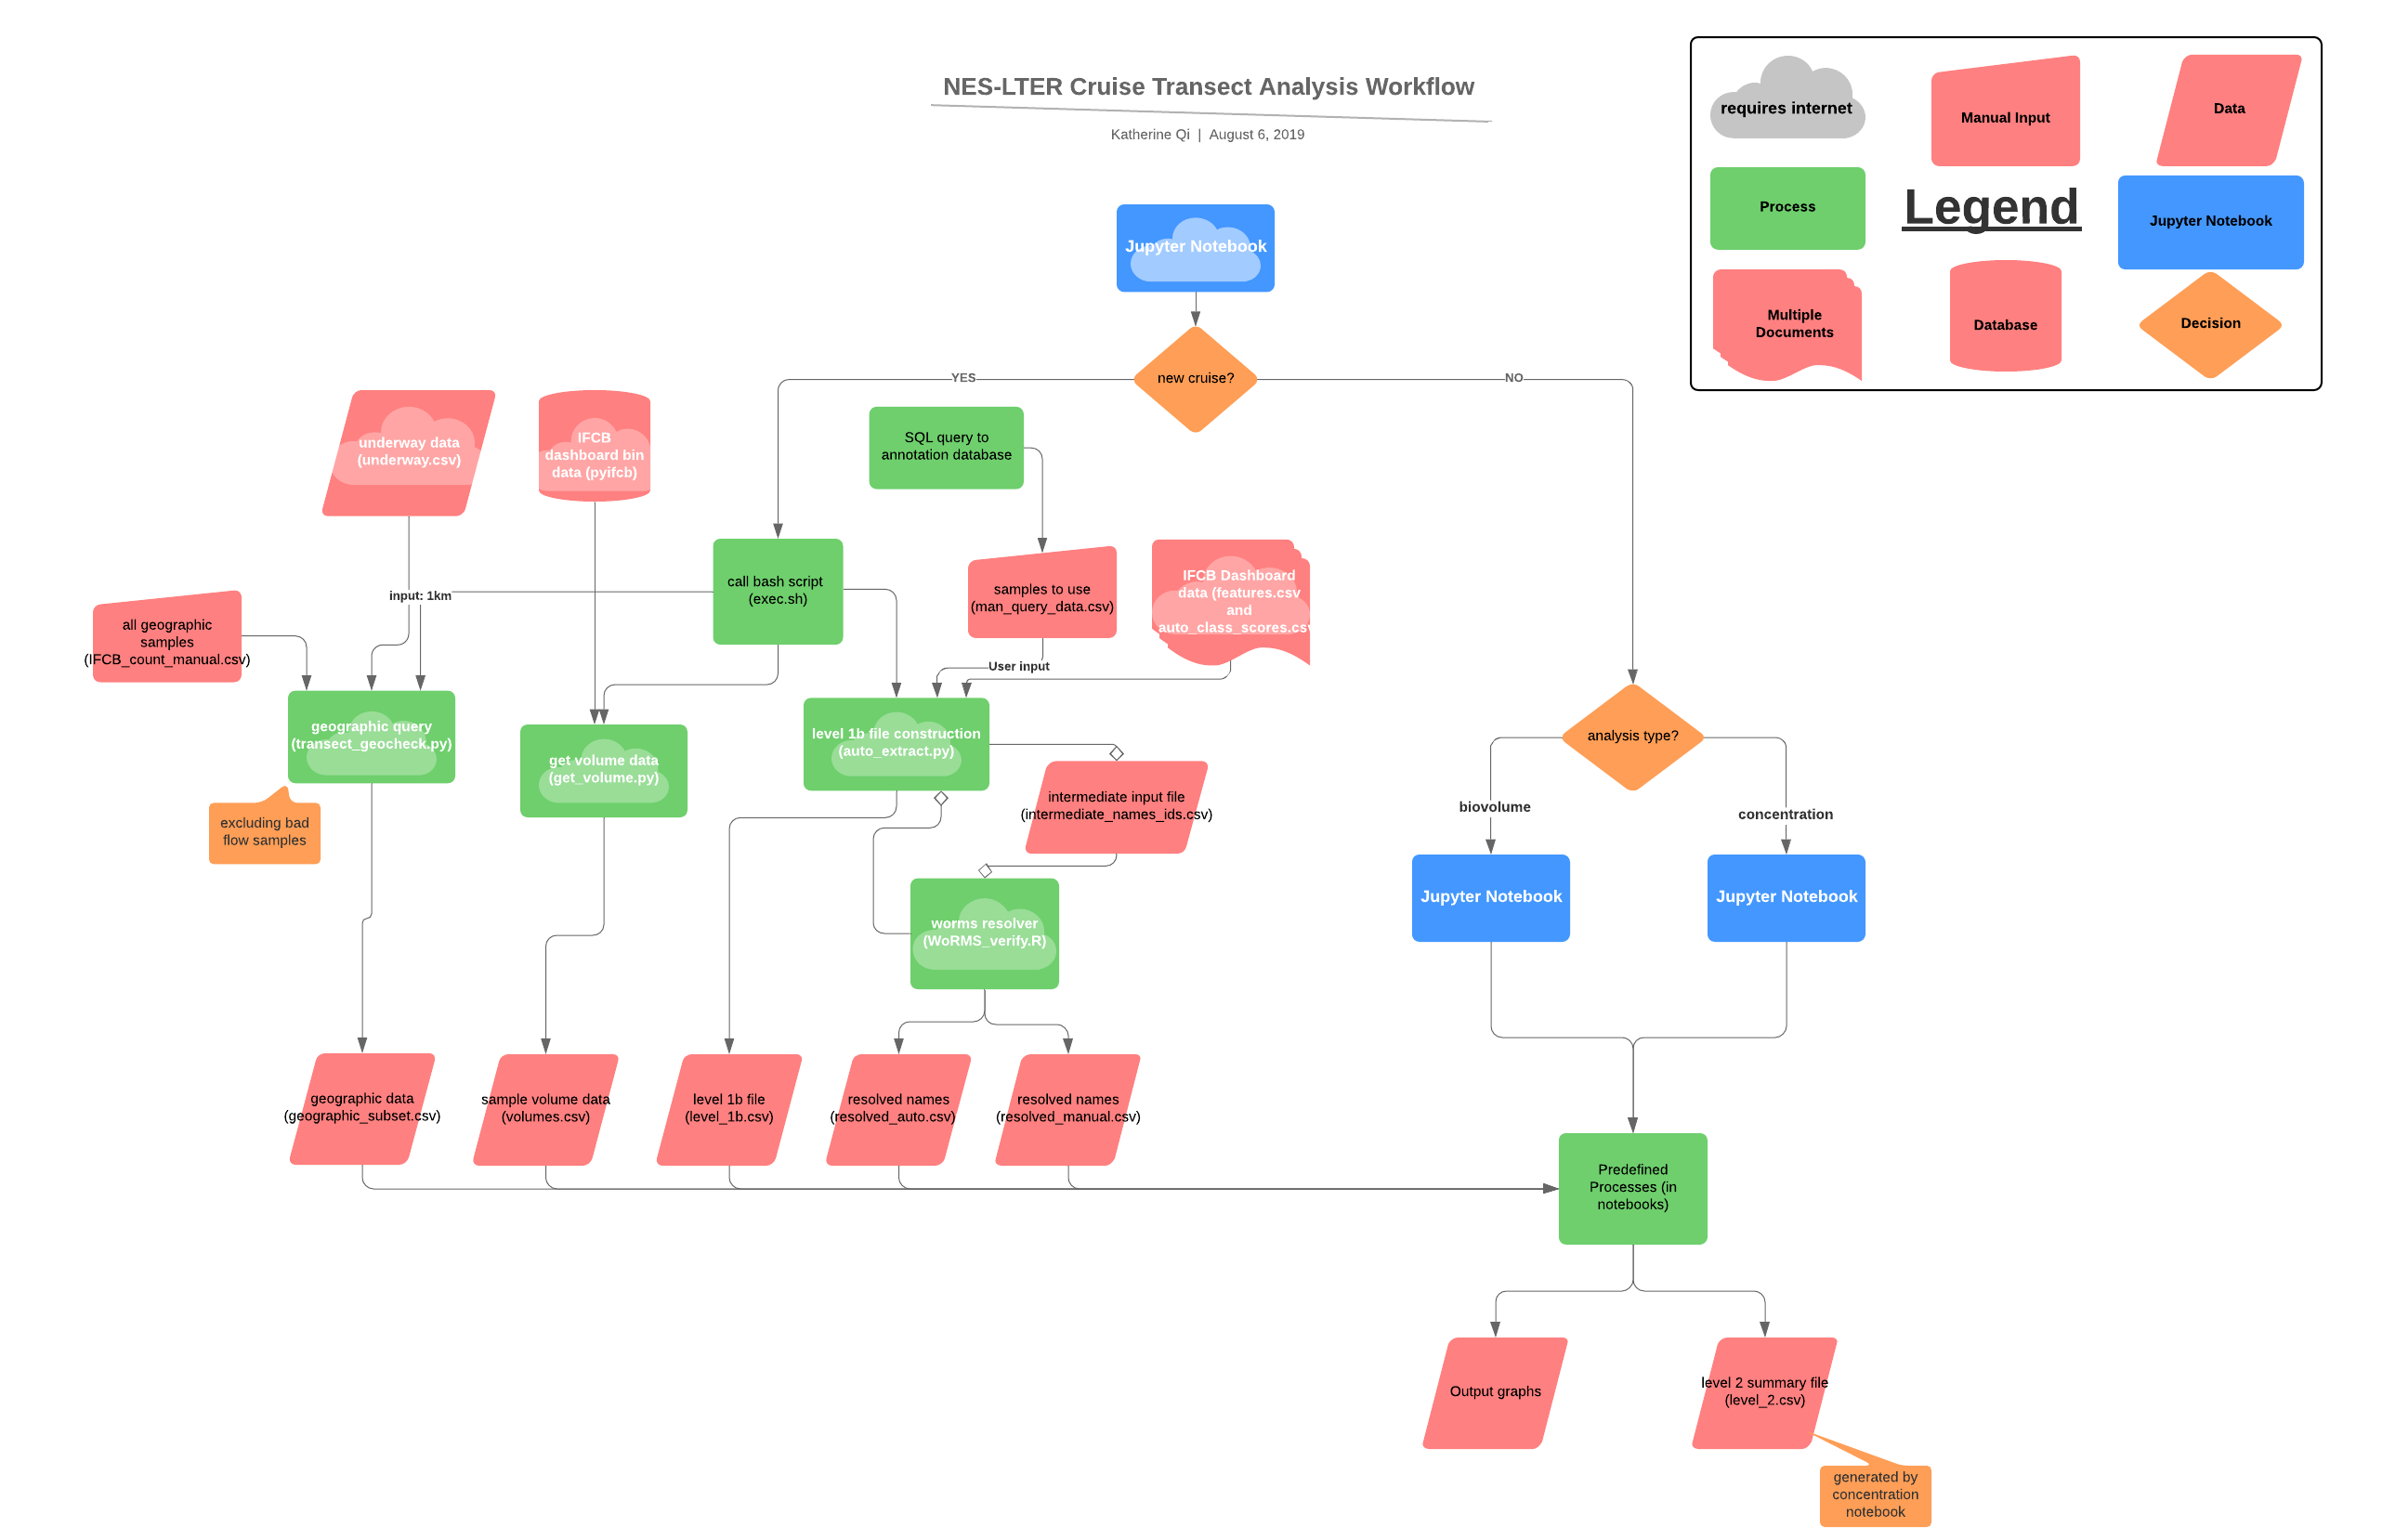 NES-LTER Cruise Transect Analysis Workflow
Katherine Qi | August 6, 2019
requires internet
Manual Input
Data
Process
Legend
Jupyter Notebook
Multiple
Documents
Database
Decision
Jupyter Notebook
new cruise?
YES
NO
underway data
(underway.csv)
IFCB
dashboard bin
data (pyifcb)
SQL query to
annotation database
call bash script
(exec.sh)
samples to use
(man_query_data.csv)
IFCB Dashboard
data (features.csv
and
auto_class_scores.csv
input: 1km
all geographic
samples
(IFCB_count_manual.csv)
User input
geographic query
(transect_geocheck.py)
get volume data
(get_volume.py)
level 1b file construction
(auto_extract.py)
analysis type?
excluding bad
flow samples
intermediate input file
(intermediate_names_ids.csv)
biovolume
concentration
worms resolver
(WoRMS_verify.R)
Jupyter Notebook
Jupyter Notebook
geographic data
(geographic_subset.csv)
sample volume data
(volumes.csv)
level 1b file
(level_1b.csv)
resolved names
(resolved_auto.csv)
resolved names
(resolved_manual.csv)
Predefined
Processes (in
notebooks)
Output graphs
level 2 summary file
(level_2.csv)
generated by
concentration
notebook